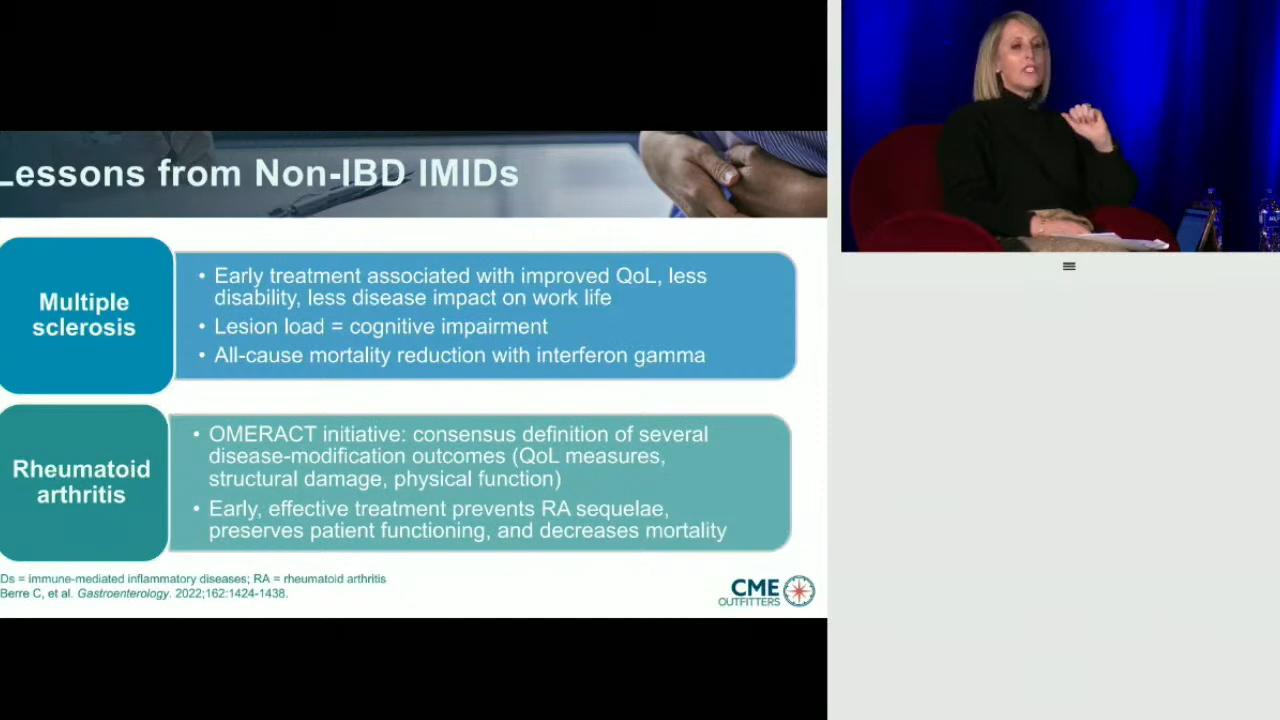 Lessons from Non-IBD IMIDs
Multiple
sclerosis
• Early treatment associated with improved QoL, less
disability, less disease impact on work life
• Lesion load = cognitive impairment
• All-cause mortality reduction with interferon gamma
Rheumatoid
arthritis
• OMERACT initiative: consensus definition of several
disease-modification outcomes (QoL measures,
structural damage, physical function)
• Early, effective treatment prevents RA sequelae,
preserves patient functioning, and decreases mortality
Ds = immune-mediated inflammatory diseases; RA = rheumatoid arthritis
Berre C, et al. Gastroenterology. 2022;162:1424-1438.
CME
OUTFITTERS